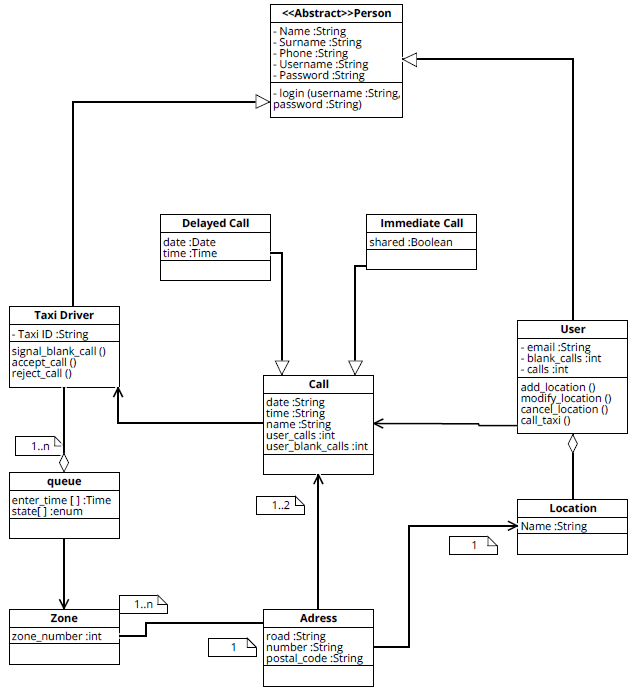 <<Abstract>>Person
- Name :String
- Surname :String
- Phone :String
- Username :String
- Password :String
- login (username :String,
password :String)
Delayed Call
date :Date
time :Time
Immediate Call
shared :Boolean
Taxi Driver
- Taxi ID :String
signal_blank_call ()
accept_call ()
reject_call ()
User
- email :String
- blank_calls :int
- calls :int
add_location ()
modify_location ()
cancel_location ()
call_taxi ()
Call
date :String
time :String
name :String
user_calls :int
user_blank_calls :int
1..n
queue
enter_time [ ] :Time
state[ ] :enum
1..2
Location
Name :String
1
1..n
Zone
zone_number :int
1
Adress
road :String
number :String
postal_code :String